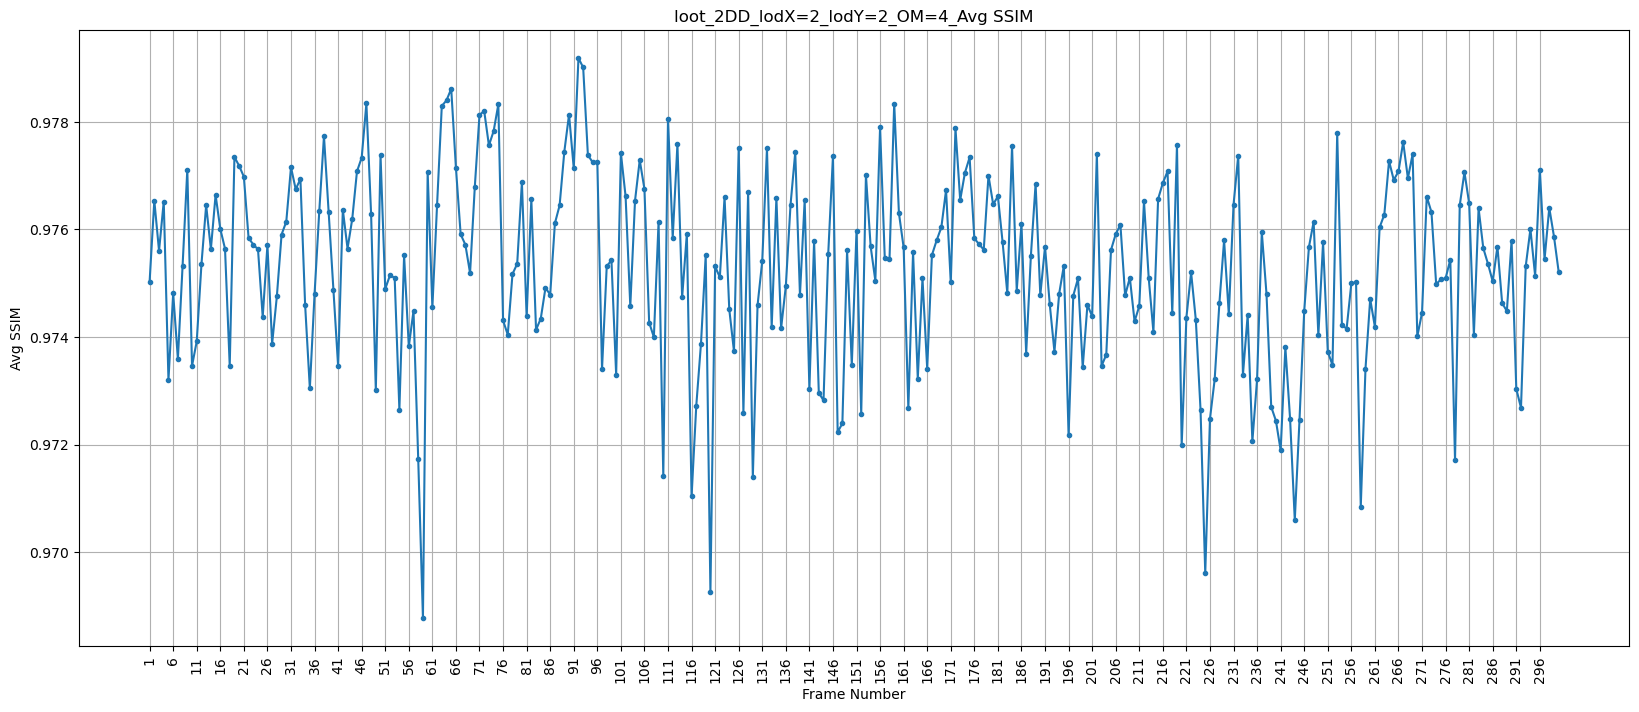 loot_2DD_lodX=2_lodY=2_OM=4_Avg SSIM
0.978
0.976
0.974
0.972
0.970
Avg SSIM
1 6 11 16 21 26 31 36 41 46 51 56 61 66 71 76 81 86 91 96 101 106 111 116 121 126 131 136 141 146 151 156 161 166 171 176 181 186 191 196 201 206 211 216 221 226 231 236 241 246 251 256 261 266 271 276 281 286 291 296
Frame Number